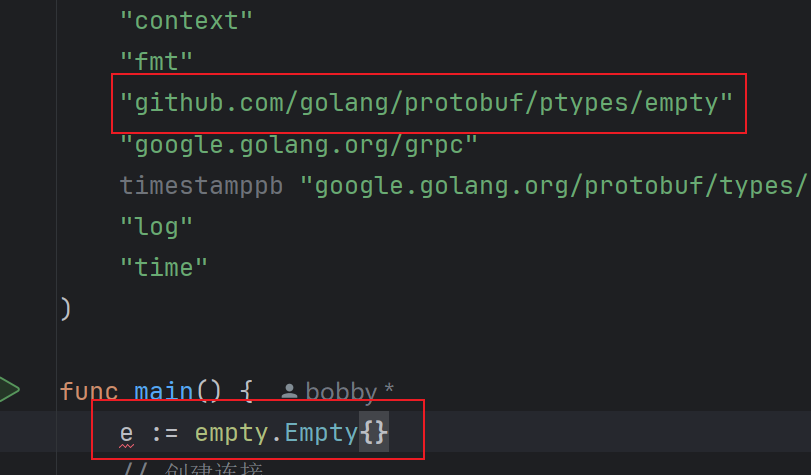 "context"
"fmt"
"github.com/golang/protobuf/ptypes/empty"
"google.golang.org/grpc"
timestamppb "google.golang.org/protobuf/types/
"log"
"time"
)
func main() { bobby *
e := empty.Empty{}
// 创建连接